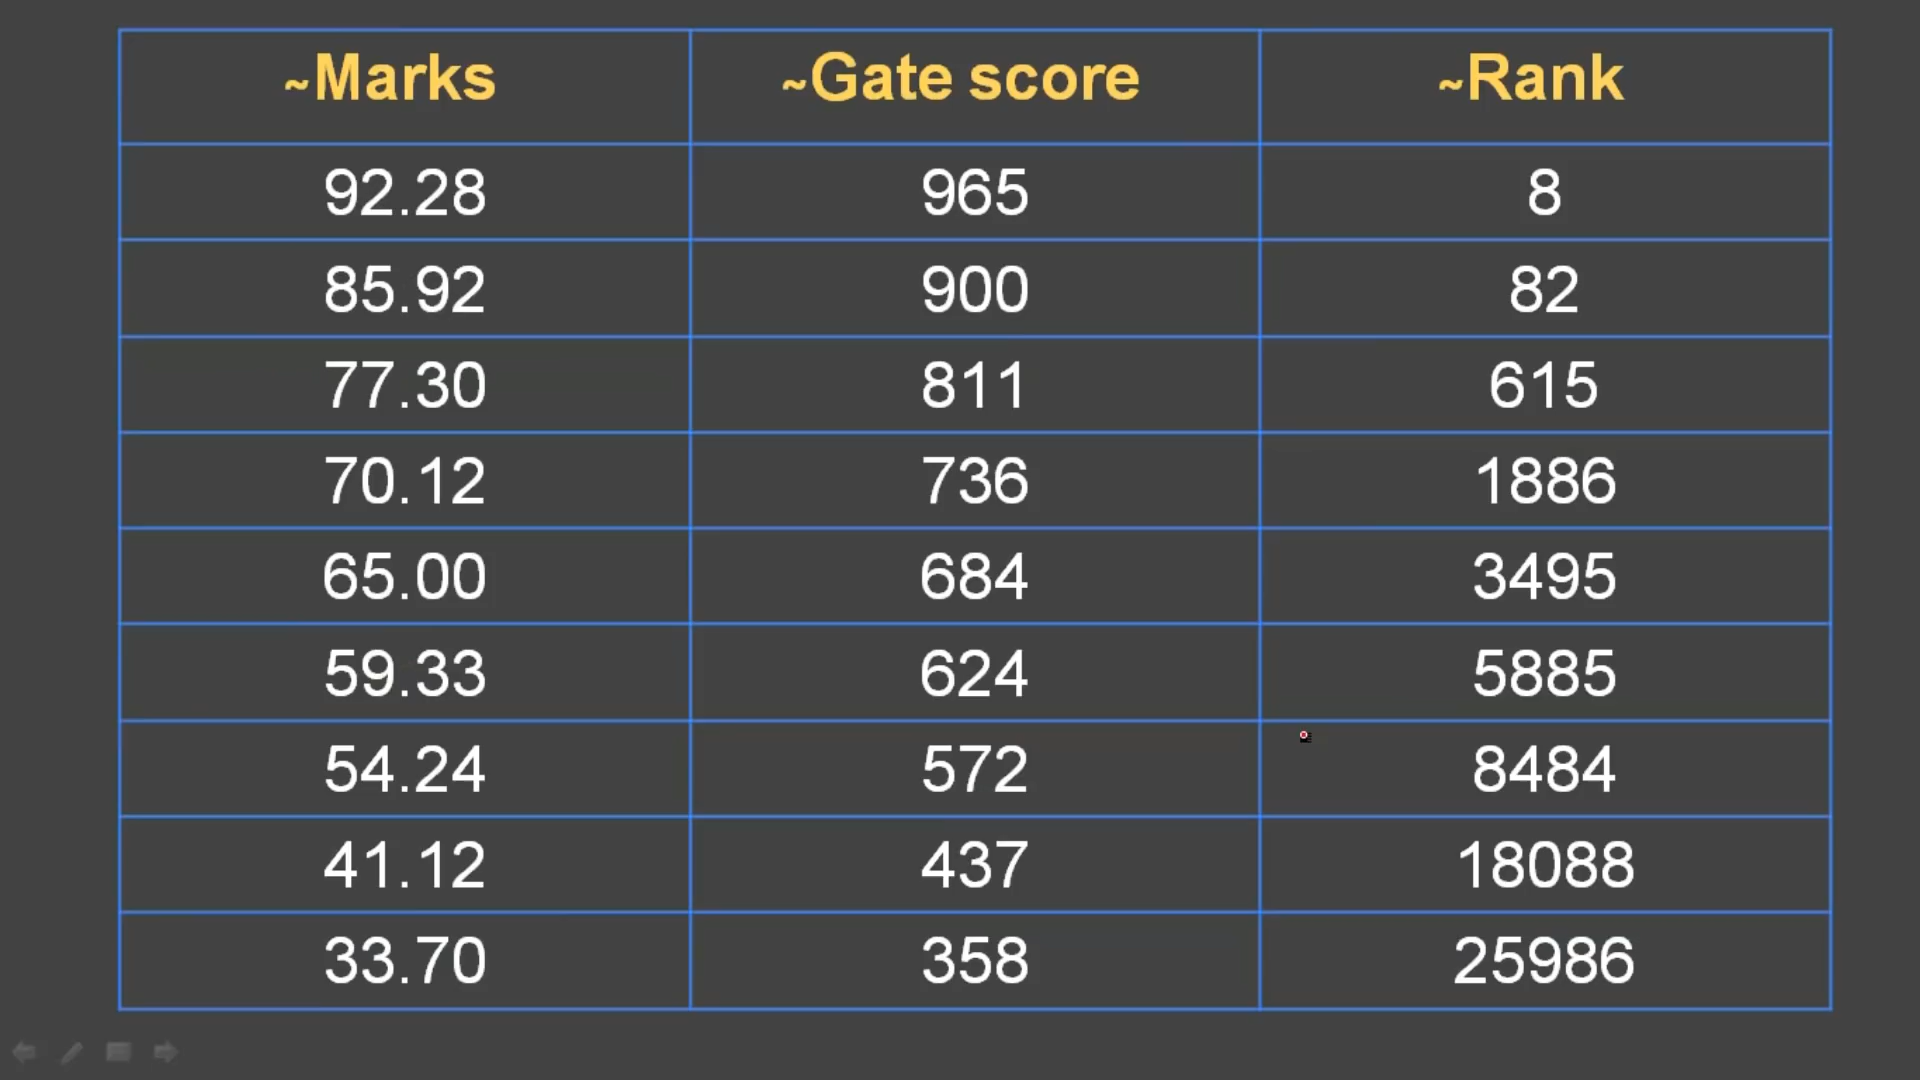 ~Marks ~Gate score ~Rank
92.28 965 8
85.92 900 82
77.30 811 615
70.12 736 1886
65.00 684 3495
59.33 624 5885
54.24 572 8484
41.12 437 18088
33.70 358 25986